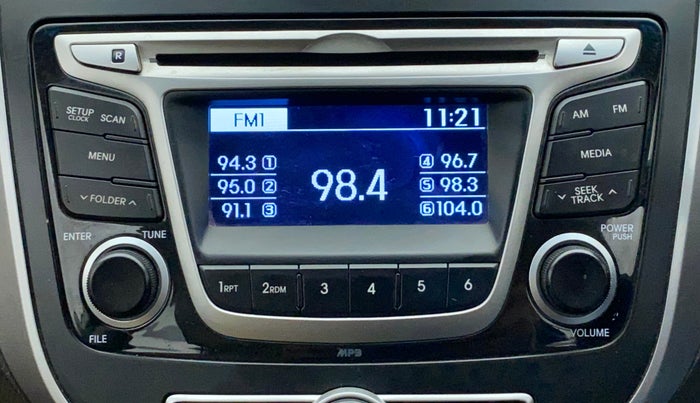 R
SETUP CLOCK SCAN
AM FM
FM1 11:21
94.3 1
95.0 2
91.1 3
98.4
4 96.7
5 98.3
6 104.0
MENU
MEDIA
FOLDER
SEEK TRACK
ENTER TUNE
POWER PUSH
1RPT 2RDM 3 4 5 6
FILE
VOLUME
MP3